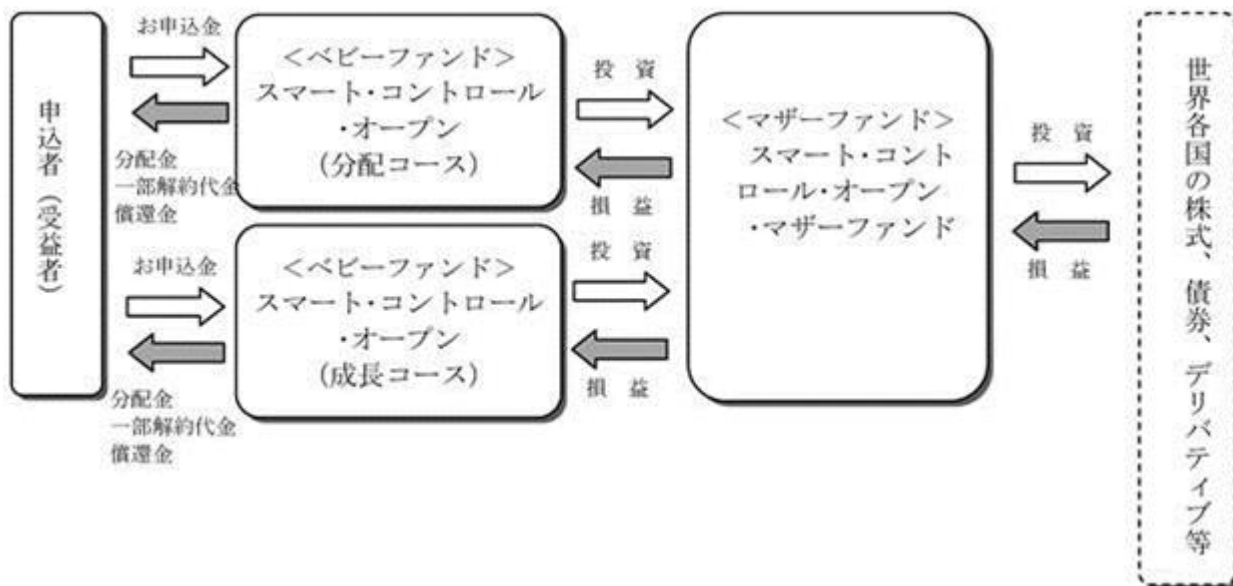 申込者（受益者）
お申込金
分配金
一部解約代金
償還金
お申込金
分配金
一部解約代金
償還金
＜ベビーファンド＞
スマート・コントロール
・オープン
（分配コース）
＜ベビーファンド＞
スマート・コントロール
・オープン
（成長コース）
投　資
損　益
投　資
損　益
＜マザーファンド＞
スマート・コント
ロール・オープン
・マザーファンド
投　資
損　益
世界各国の株式、債券、デリバティブ等